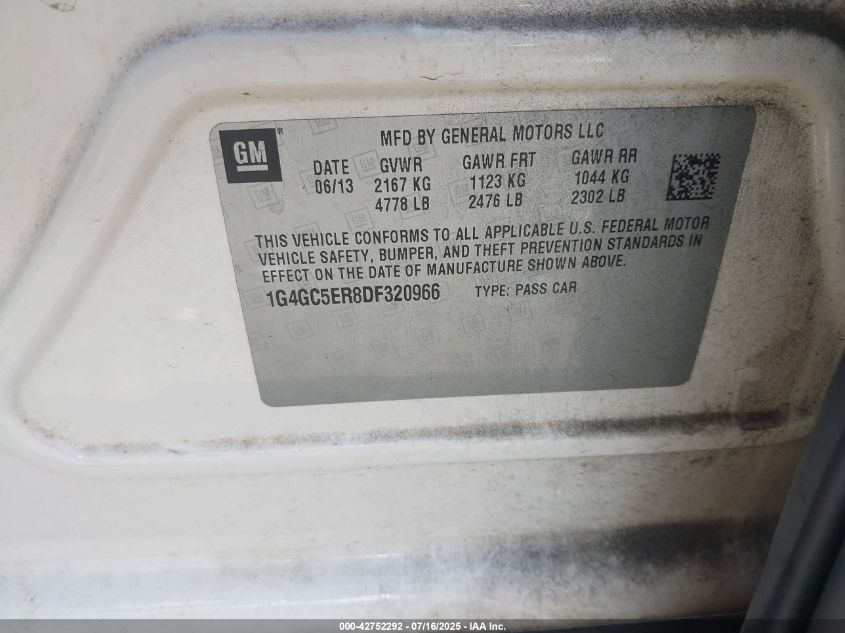 GM
®
MFD BY GENERAL MOTORS LLC
DATE GVWR GAWR FRT GAWR RR
06/13 2167 KG 1123 KG 1044 KG
4778 LB 2476 LB 2302 LB
THIS VEHICLE CONFORMS TO ALL APPLICABLE U.S. FEDERAL MOTOR
VEHICLE SAFETY, BUMPER, AND THEFT PREVENTION STANDARDS IN
EFFECT ON THE DATE OF MANUFACTURE SHOWN ABOVE.
1G4GC5ER8DF320966 TYPE: PASS CAR
000-42752292 - 07/16/2025 - IAA Inc.